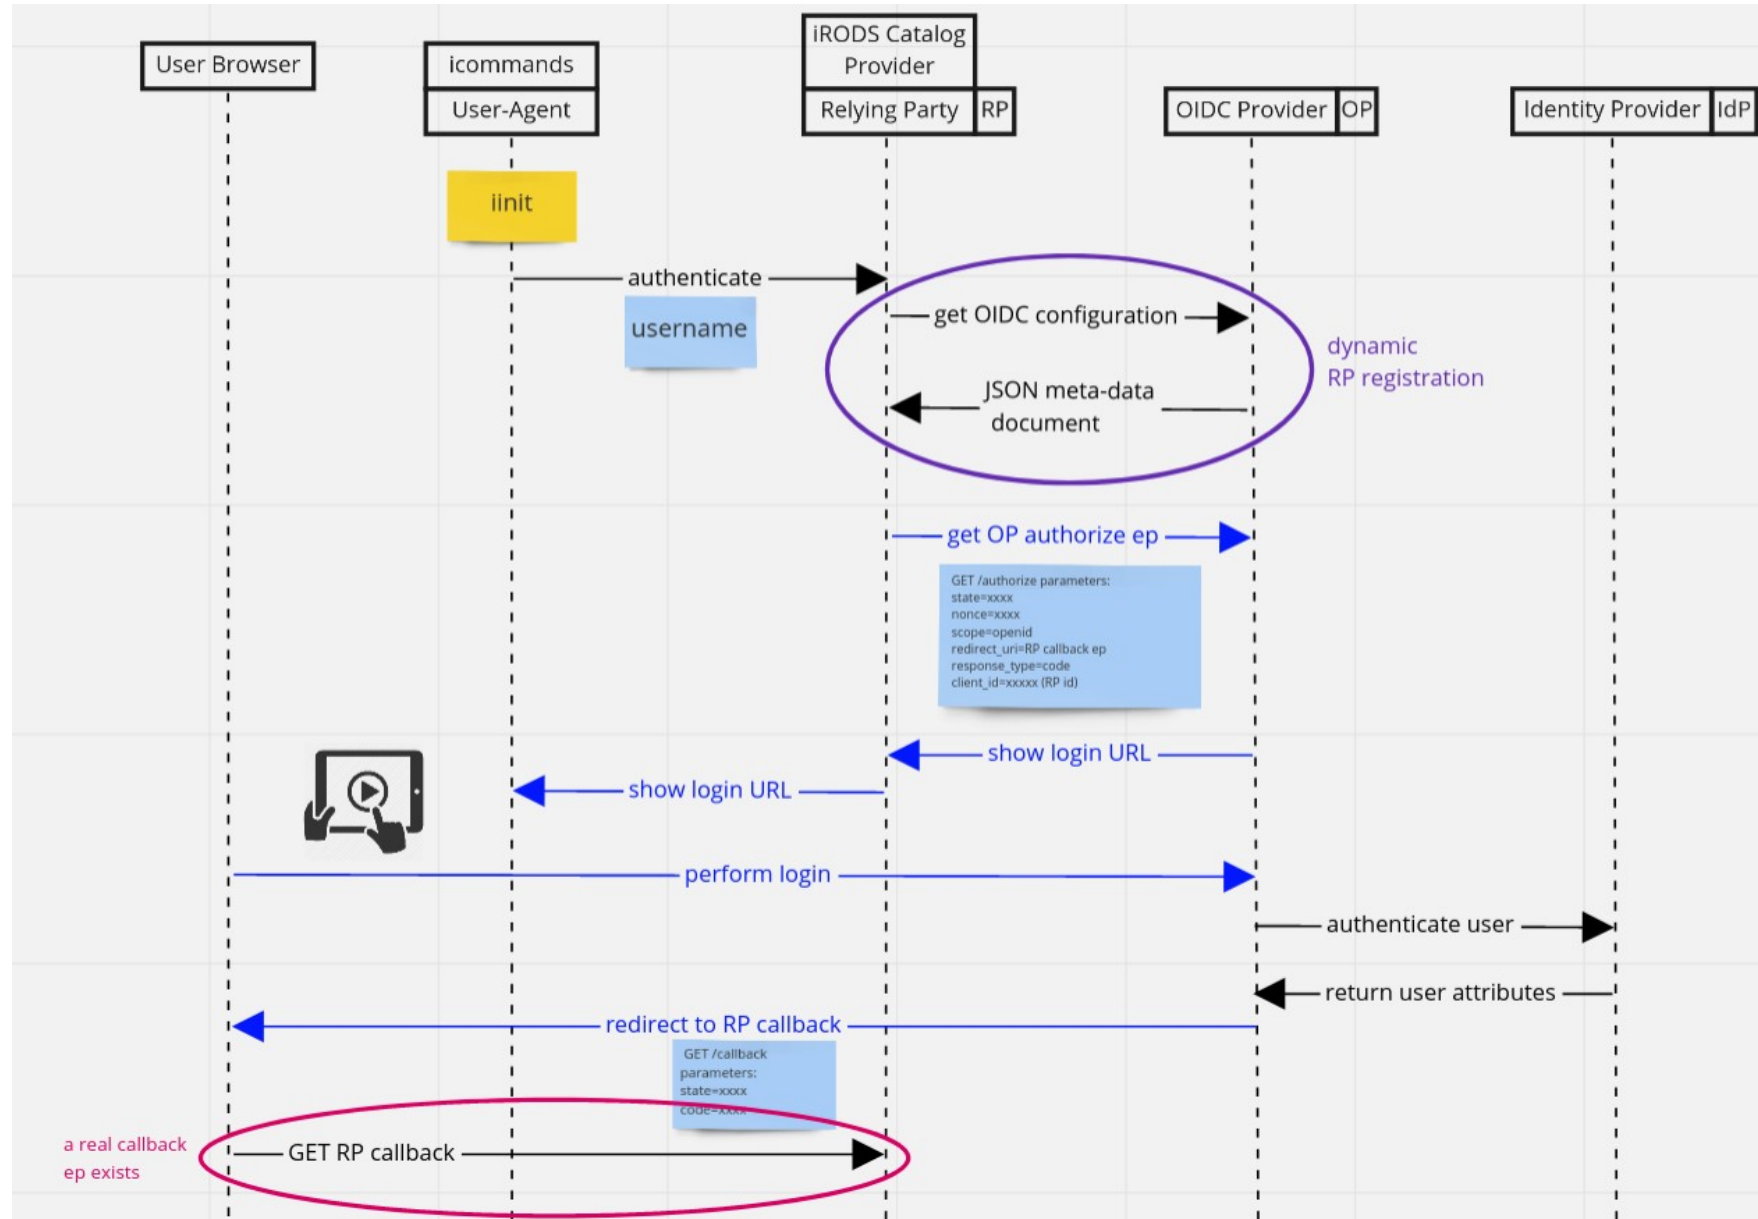 User Browser
icommands
User-Agent
iRODS Catalog
Provider
Relying Party
RP
OIDC Provider
OP
Identity Provider
IdP
iinit
authenticate
username
get OIDC configuration
JSON meta-data
document
dynamic
RP registration
get OP authorize ep
GET /authorize parameters:
state=xxxx
nonce=xxxx
scope=openid
redirect_uri=RP callback ep
response_type=code
client_id=xxxxx (RP id)
show login URL
show login URL
perform login
authenticate user
return user attributes
redirect to RP callback
GET /callback
parameters:
state=xxxx
code=xxxx
a real callback
ep exists
GET RP callback